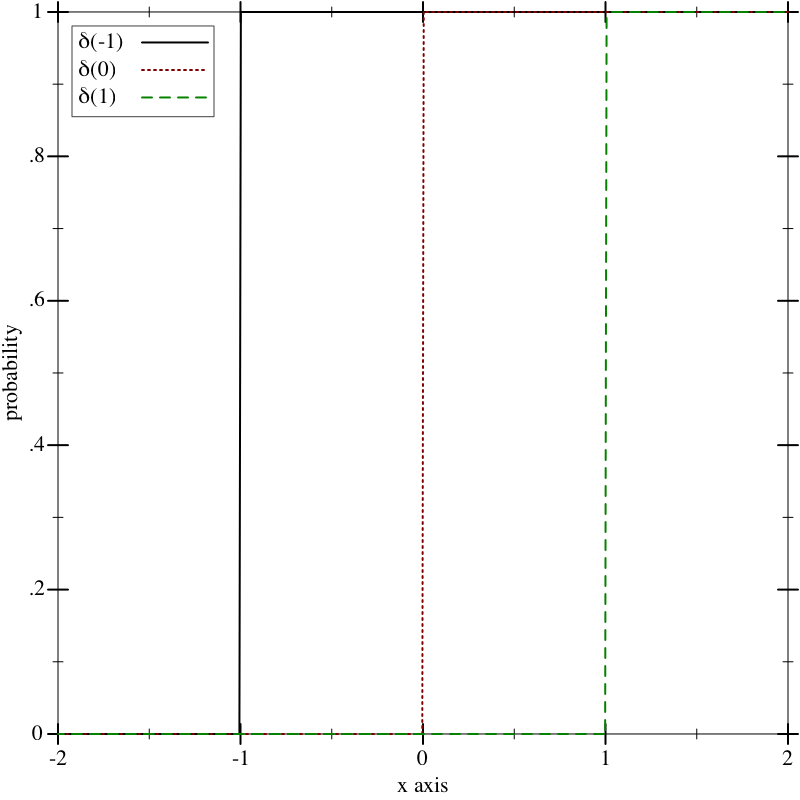 1
δ(-1)
δ(0)
δ(1)
.8
.6
probability
.4
.2
0
-2 -1 0 1 2
x axis